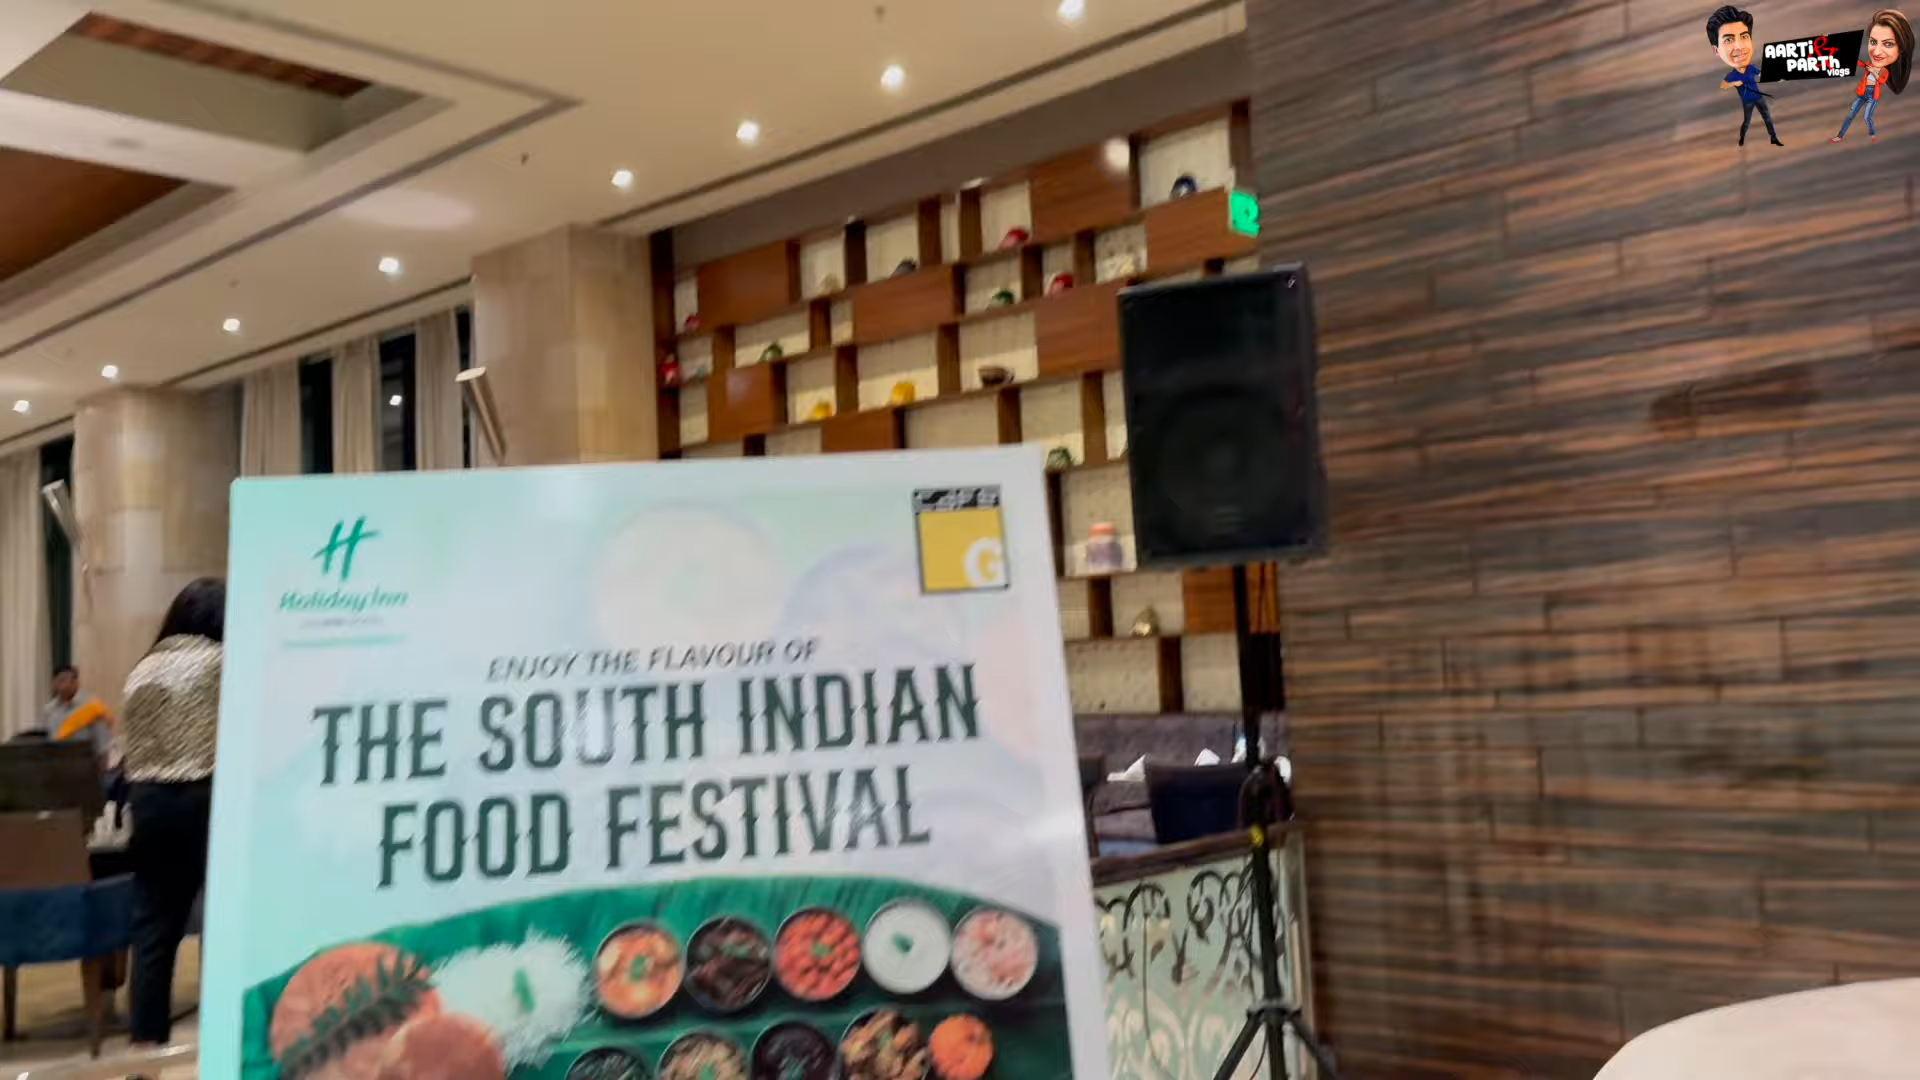 AARTI &
PARTH
vlogs
Holiday Inn
ENJOY THE FLAVOUR OF
THE SOUTH INDIAN
FOOD FESTIVAL
G